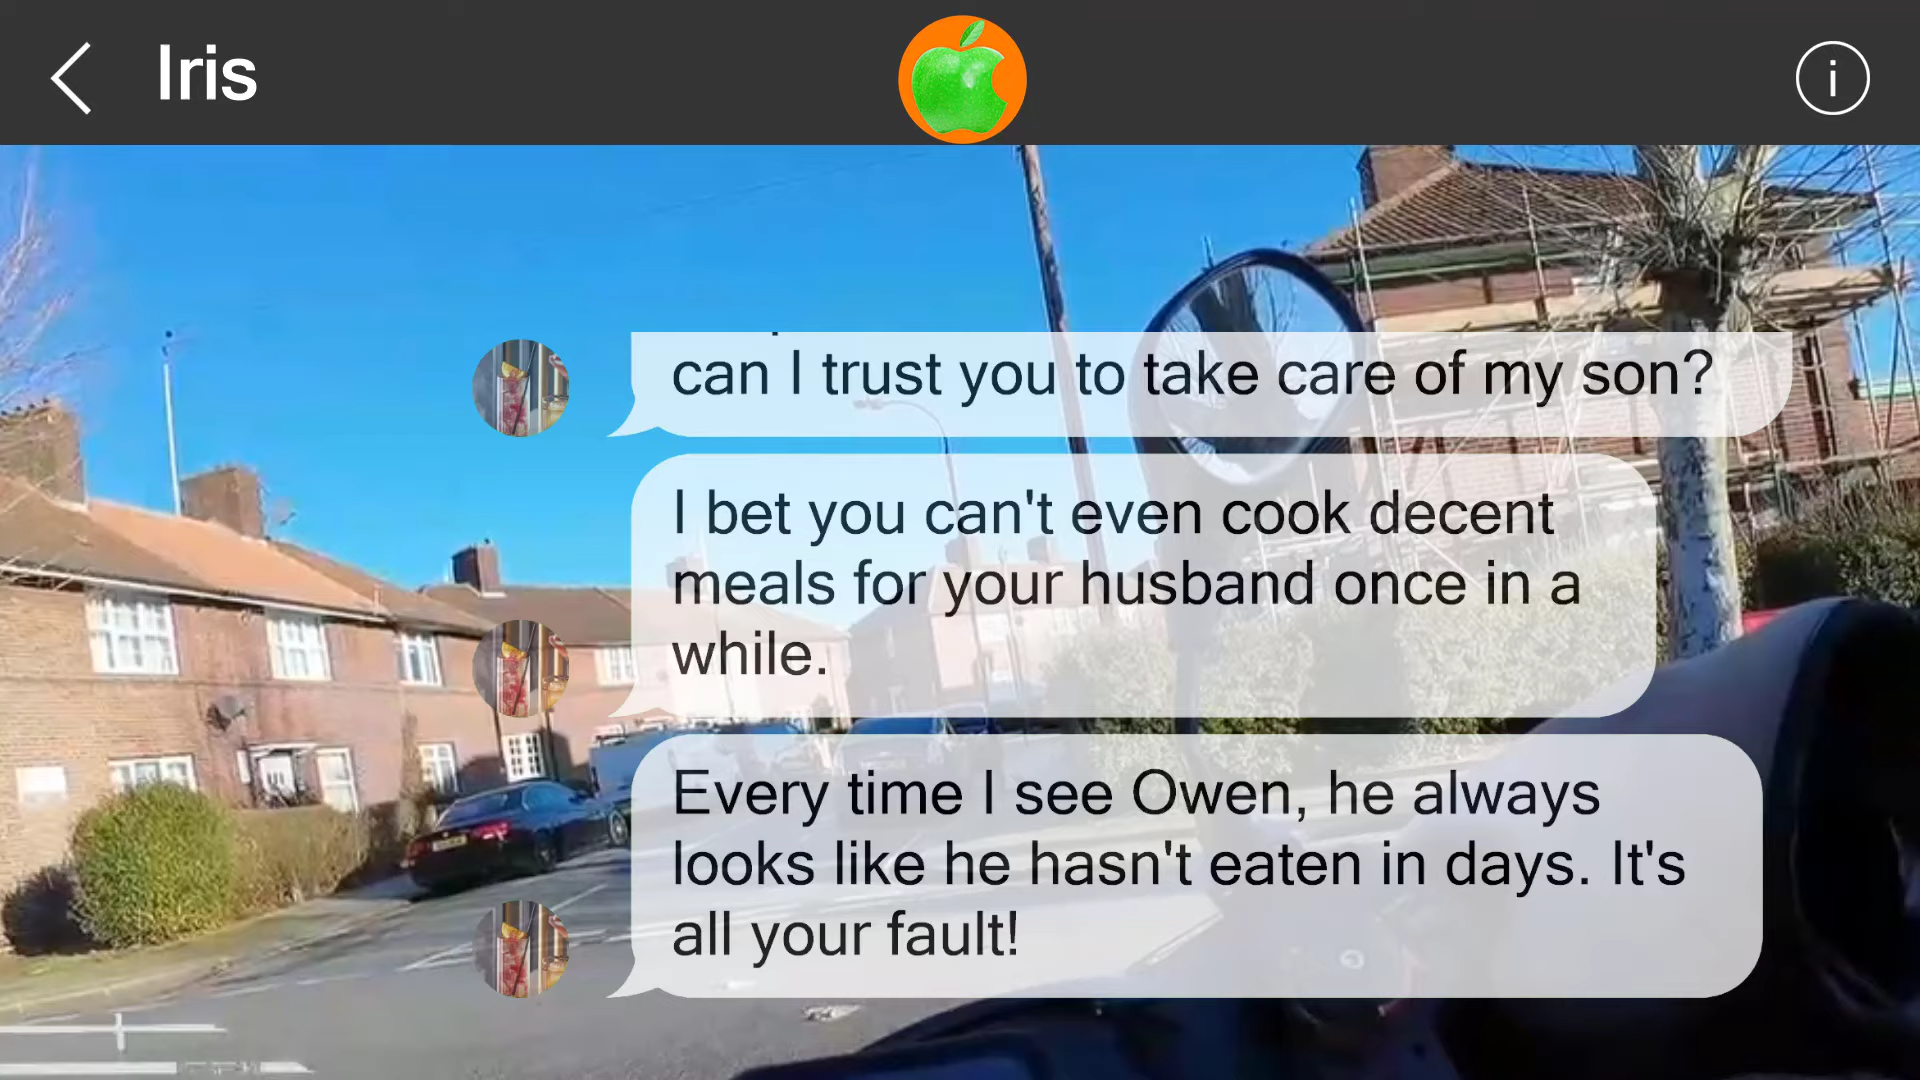 Iris
i
can I trust you to take care of my son?
I bet you can't even cook decent
meals for your husband once in a
while.
Every time I see Owen, he always
looks like he hasn't eaten in days. It's
all your fault!